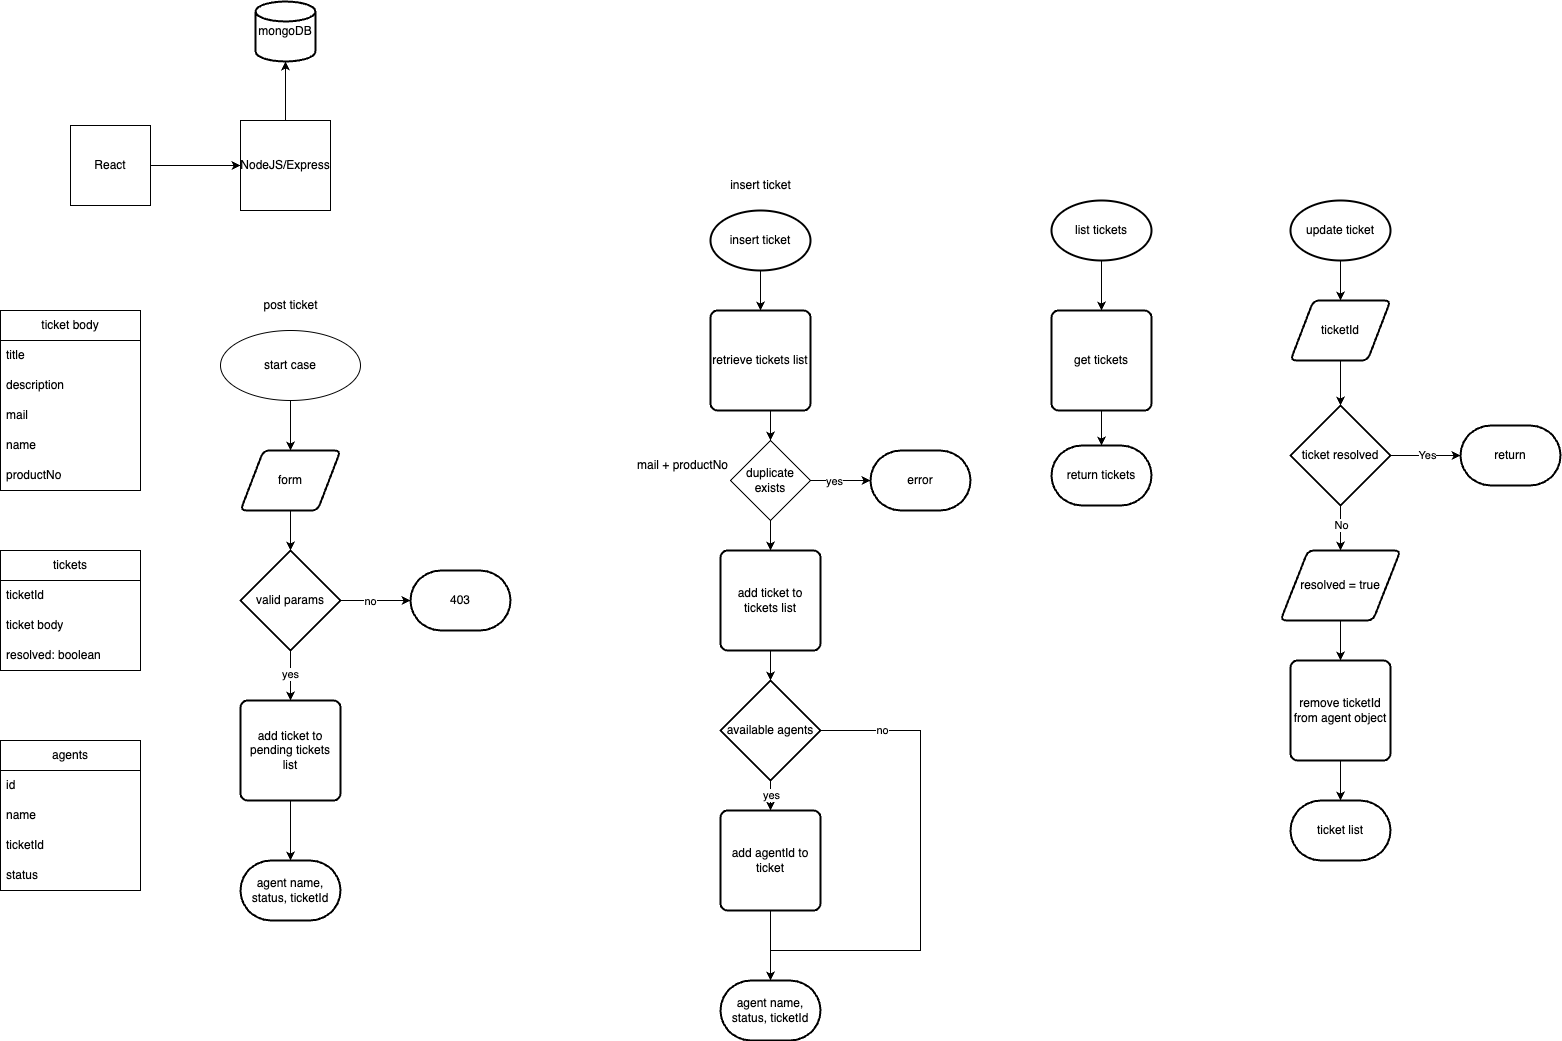 mongoDB
React
NodeJS/Express
ticket body
title
description
mail
name
productNo
tickets
ticketId
ticket body
resolved: boolean
agents
id
name
ticketId
status
post ticket
start case
form
valid params
no
403
yes
add ticket to
pending tickets
list
agent name,
status, ticketId
insert ticket
insert ticket
retrieve tickets list
mail + productNo
duplicate
exists
yes
error
add ticket to
tickets list
available agents
no
yes
add agentId to
ticket
agent name,
status, ticketId
list tickets
get tickets
return tickets
update ticket
ticketId
ticket resolved
Yes
return
No
resolved = true
remove ticketId
from agent object
ticket list